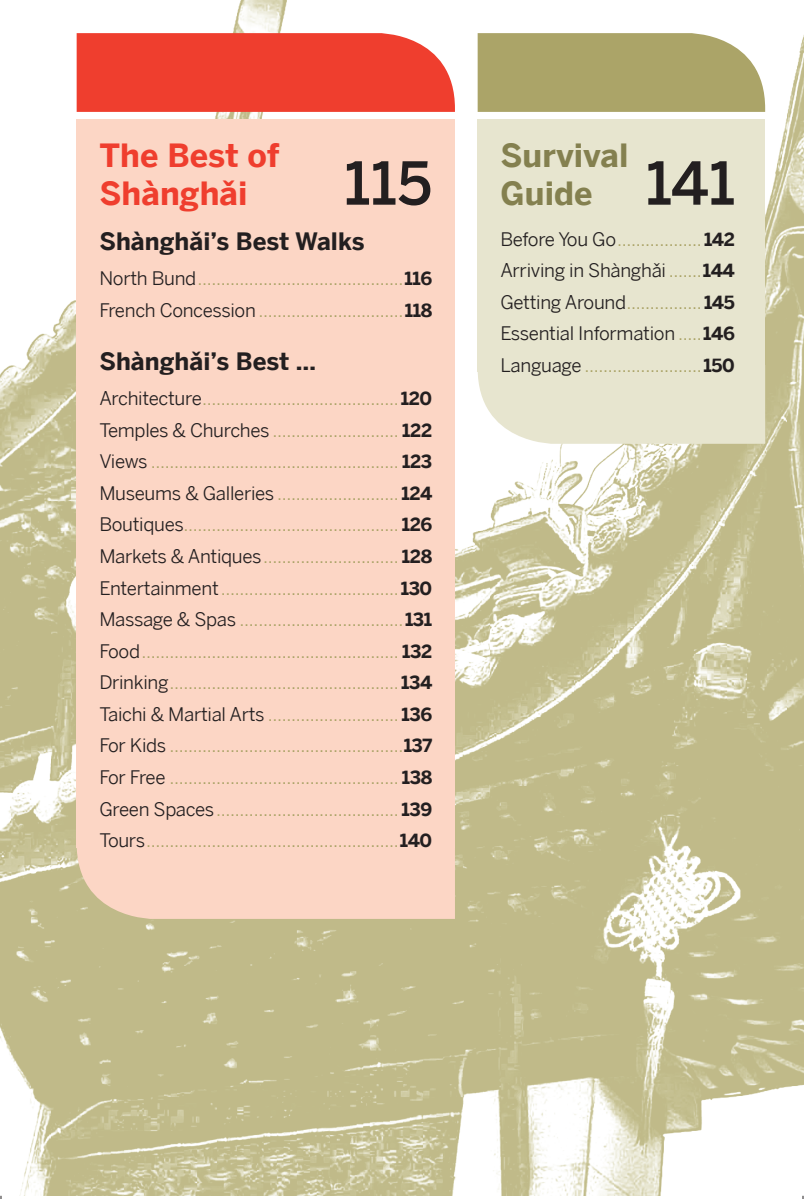 The Best of
Shànghǎi 115
Shànghǎi’s Best Walks
North Bund 116
French Concession 118
Shànghǎi’s Best ...
Architecture 120
Temples & Churches 122
Views 123
Museums & Galleries 124
Boutiques 126
Markets & Antiques 128
Entertainment 130
Massage & Spas 131
Food 132
Drinking 134
Taichi & Martial Arts 136
For Kids 137
For Free 138
Green Spaces 139
Tours 140
Survival
Guide 141
Before You Go 142
Arriving in Shànghǎi 144
Getting Around 145
Essential Information 146
Language 150